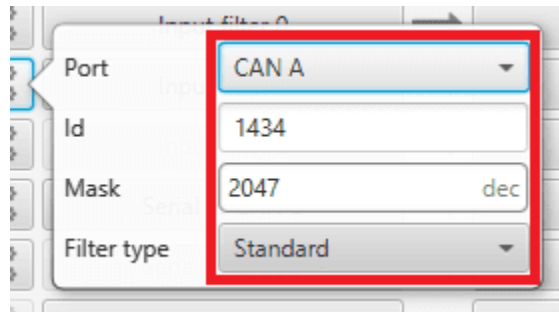 Input filter 0
Port CAN A
Id 1434
Mask 2047 dec
Filter type Standard